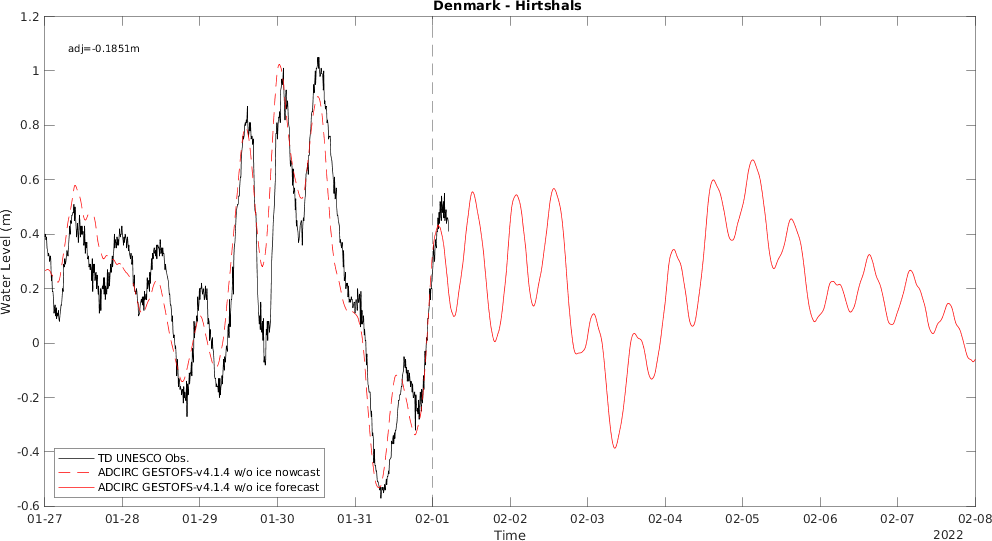 Denmark - Hirtshals
adj=-0.1851m
1.2
1
0.8
0.6
0.4
0.2
0
-0.2
-0.4
-0.6
Water Level (m)
TD UNESCO Obs.
ADCIRC GESTOFS-v4.1.4 w/o ice nowcast
ADCIRC GESTOFS-v4.1.4 w/o ice forecast
01-27 01-28 01-29 01-30 01-31 02-01 02-02 02-03 02-04 02-05 02-06 02-07 02-08
Time
2022